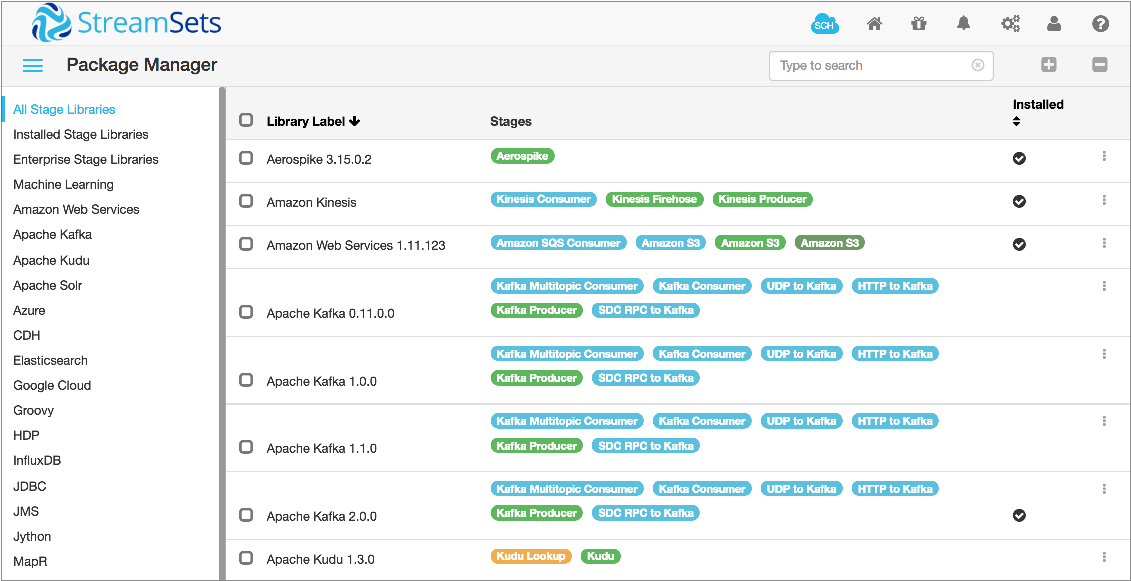 StreamSets
SCH
Package Manager
Type to search
All Stage Libraries
Installed Stage Libraries
Enterprise Stage Libraries
Machine Learning
Amazon Web Services
Apache Kafka
Apache Kudu
Apache Solr
Azure
CDH
Elasticsearch
Google Cloud
Groovy
HDP
InfluxDB
JDBC
JMS
Jython
MapR
Library Label Stages Installed
Aerospike 3.15.0.2 Aerospike
Amazon Kinesis Kinesis Consumer Kinesis Firehose Kinesis Producer
Amazon Web Services 1.11.123 Amazon SQS Consumer Amazon S3 Amazon S3 Amazon S3
Kafka Multitopic Consumer Kafka Consumer UDP to Kafka HTTP to Kafka
Apache Kafka 0.11.0.0 Kafka Producer SDC RPC to Kafka
Kafka Multitopic Consumer Kafka Consumer UDP to Kafka HTTP to Kafka
Apache Kafka 1.0.0 Kafka Producer SDC RPC to Kafka
Kafka Multitopic Consumer Kafka Consumer UDP to Kafka HTTP to Kafka
Apache Kafka 1.1.0 Kafka Producer SDC RPC to Kafka
Kafka Multitopic Consumer Kafka Consumer UDP to Kafka HTTP to Kafka
Apache Kafka 2.0.0 Kafka Producer SDC RPC to Kafka
Apache Kudu 1.3.0 Kudu Lookup Kudu